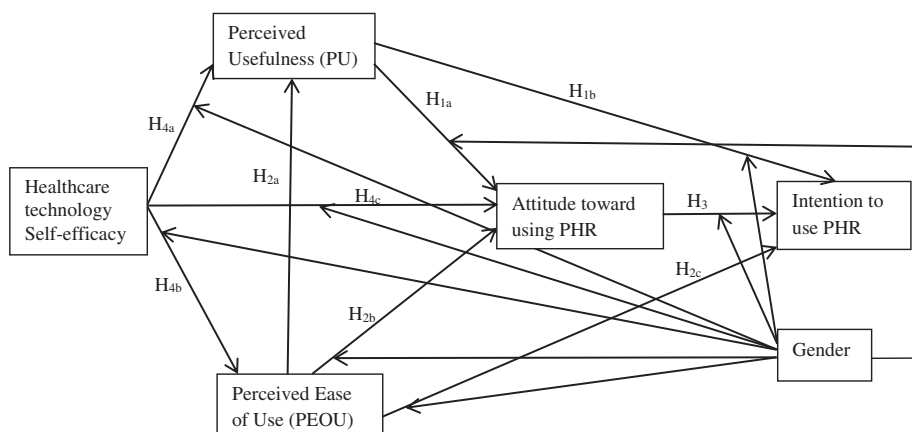 Perceived
Usefulness (PU)
H1b
H1a
H4a
H2a
Healthcare
technology
Self-efficacy
H4c
Attitude toward
using PHR
H3
Intention to
use PHR
H4b
H2c
H2b
Gender
Perceived Ease
of Use (PEOU)